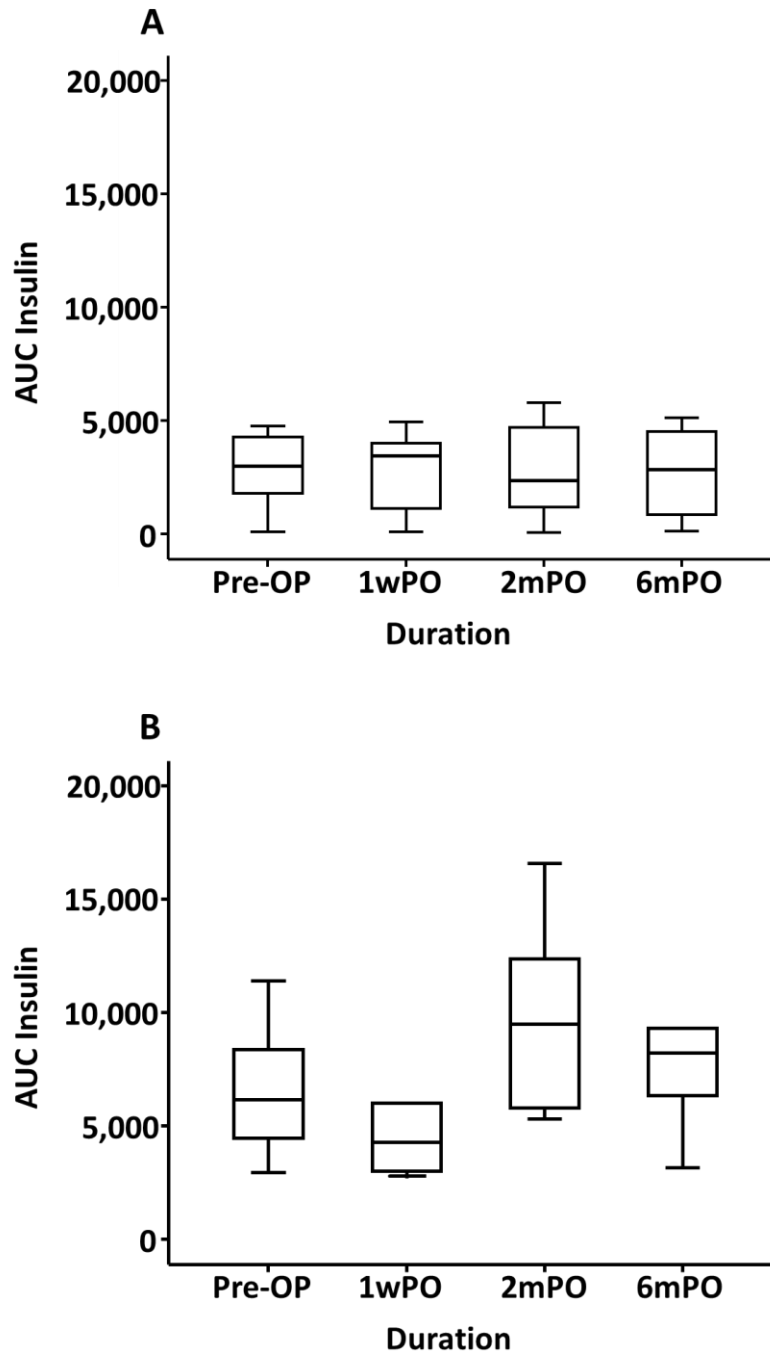 A
20,000
15,000
10,000
5,000
0
AUC Insulin
Pre-OP 1wPO 2mPO 6mPO
Duration
B
20,000
15,000
10,000
5,000
0
AUC Insulin
Pre-OP 1wPO 2mPO 6mPO
Duration